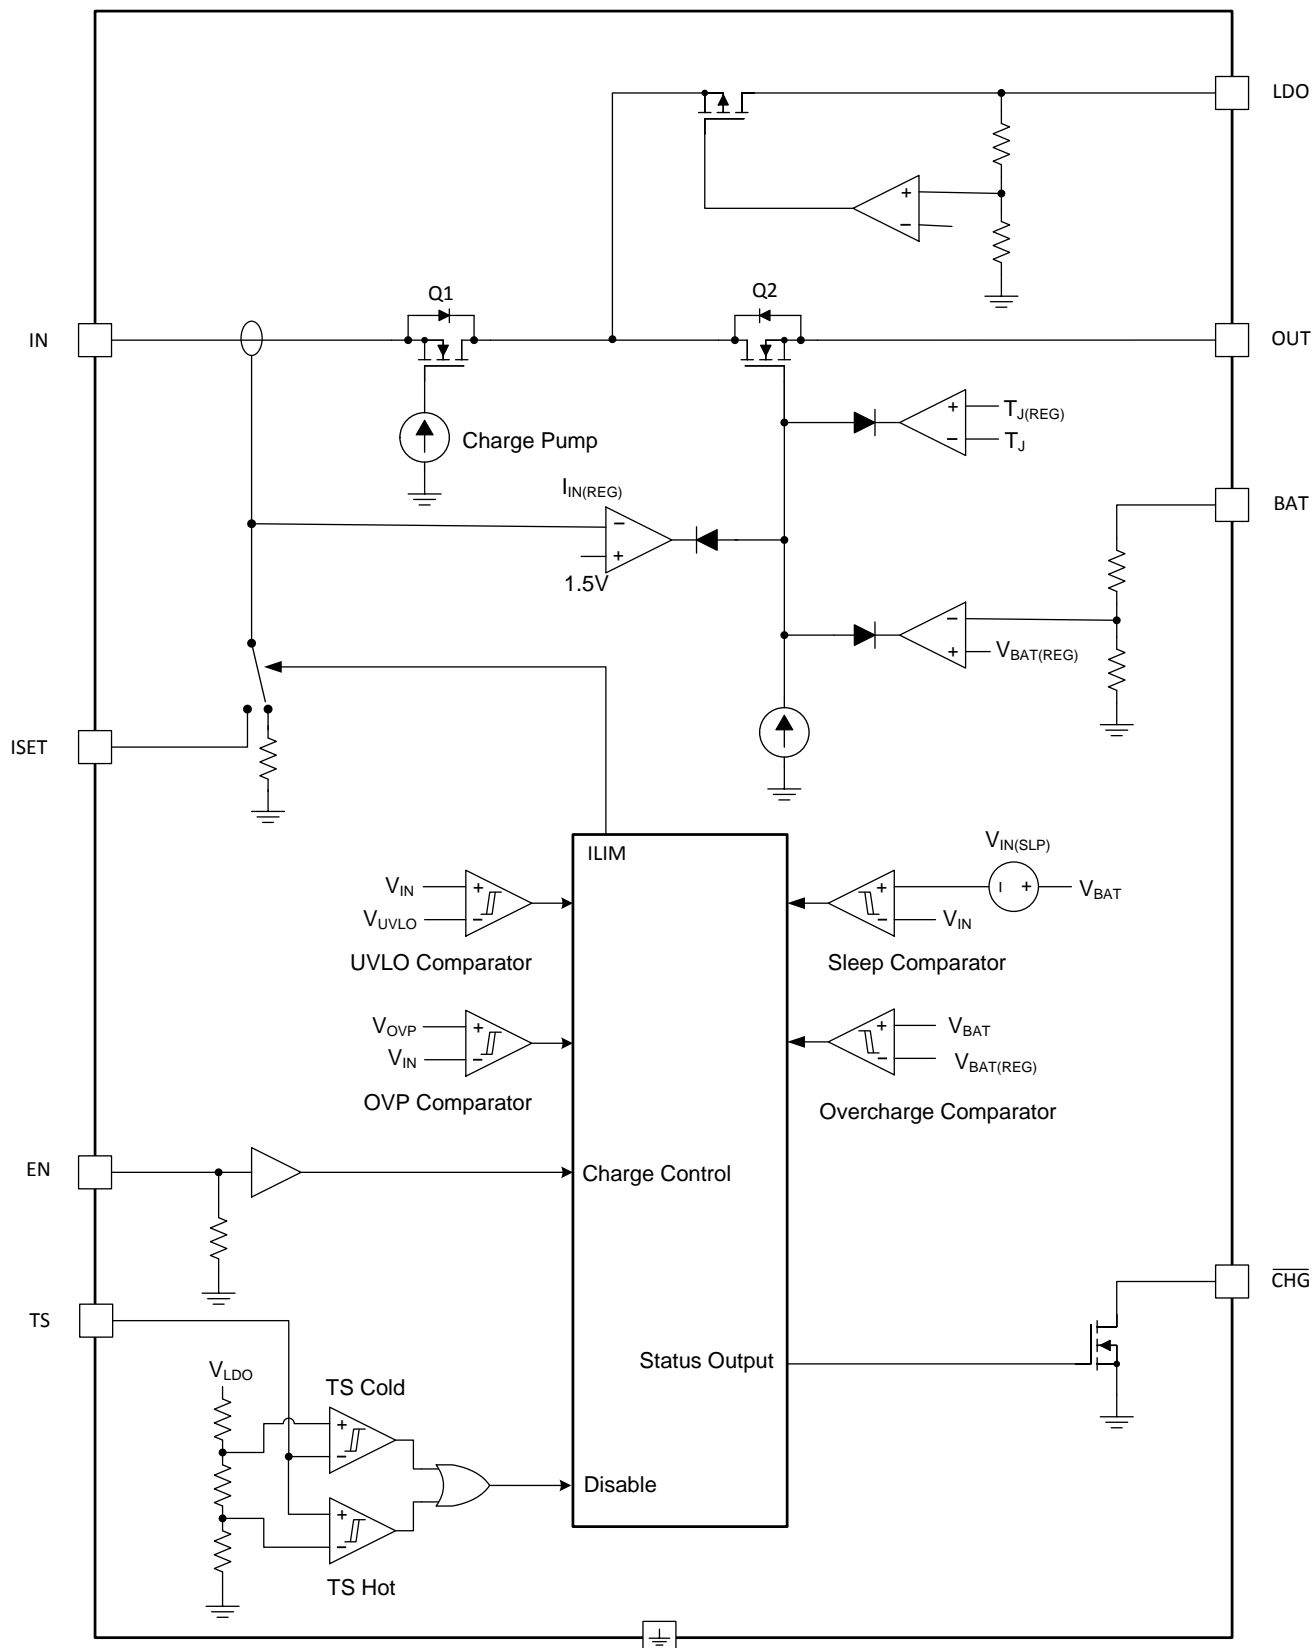 LDO
Q1
Q2
IN
OUT
Charge Pump
T_J(REG)
T_J
I_IN(REG)
BAT
1.5V
V_BAT(REG)
ISET
ILIM
V_IN(SLP)
V_IN
V_UVLO
V_BAT
V_IN
UVLO Comparator
Sleep Comparator
V_OVP
V_IN
V_BAT
V_BAT(REG)
OVP Comparator
Overcharge Comparator
EN
Charge Control
CHG
TS
V_LDO
Status Output
TS Cold
Disable
TS Hot